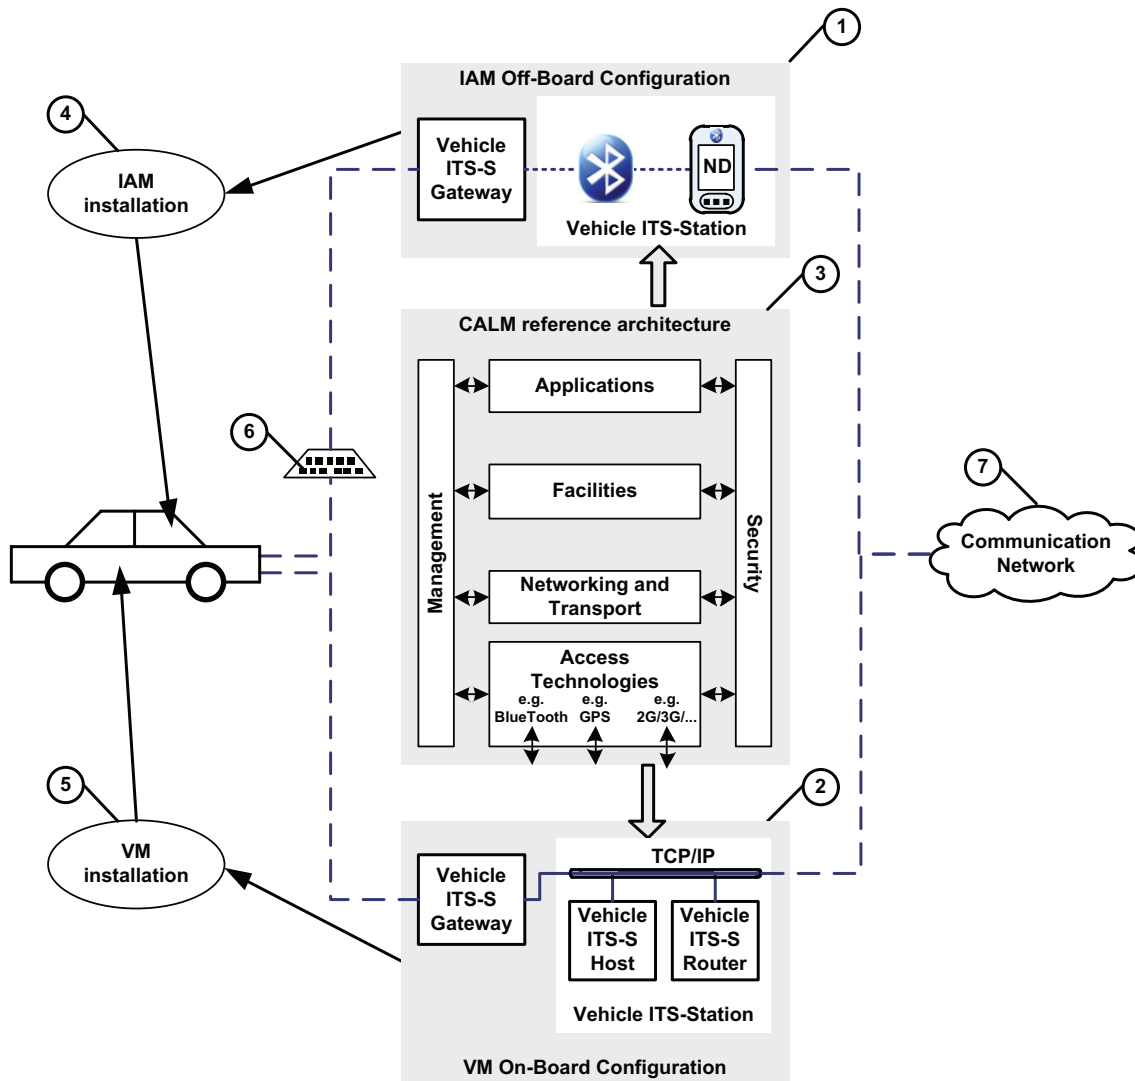 1
IAM Off-Board Configuration
4
Vehicle
ITS-S
Gateway
ND
IAM
installation
Vehicle ITS-Station
3
CALM reference architecture
Applications
6
Facilities
7
Management
Security
Communication
Network
Networking and
Transport
Access
Technologies
e.g.
BlueTooth
e.g.
GPS
e.g.
2G/3G/...
5
2
VM
installation
TCP/IP
Vehicle
ITS-S
Gateway
Vehicle
ITS-S
Host
Vehicle
ITS-S
Router
Vehicle ITS-Station
VM On-Board Configuration